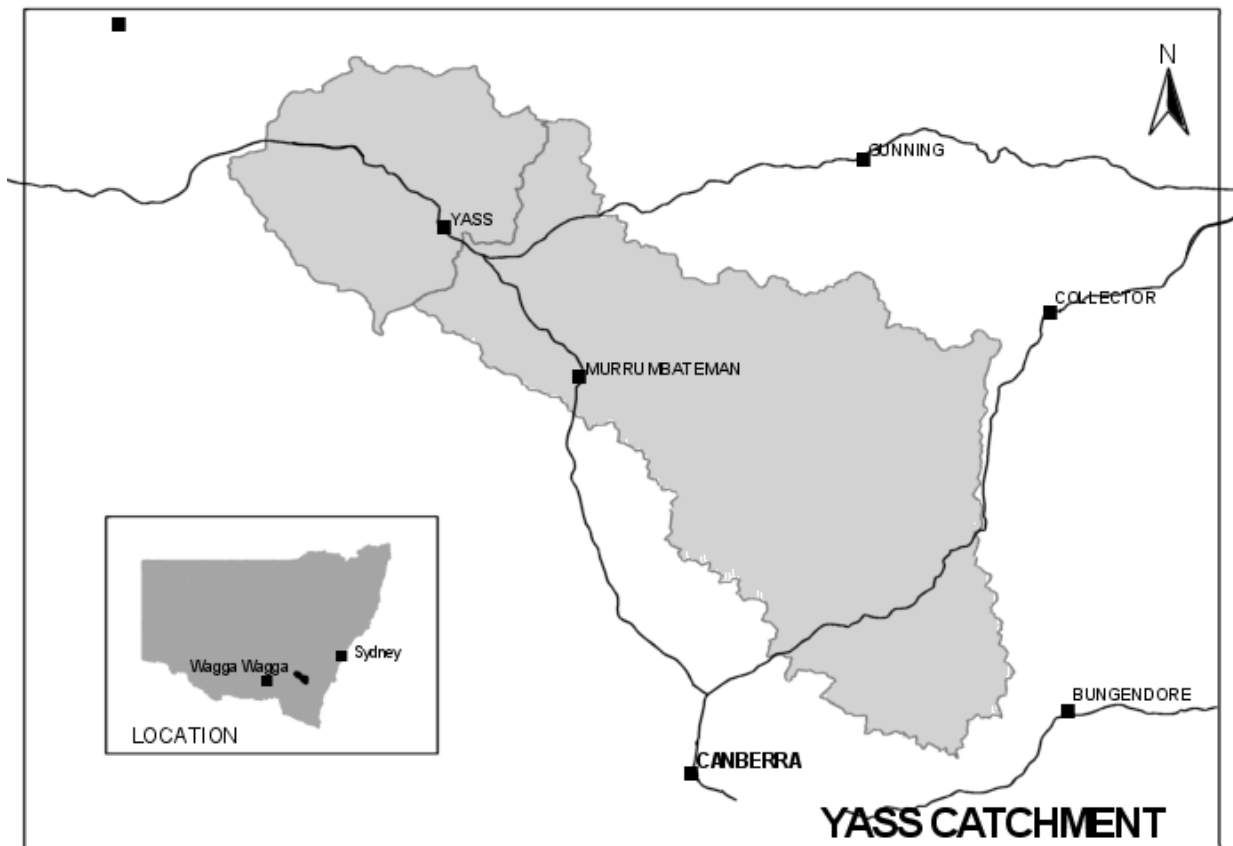 N
GUNNING
YASS
COLLECTOR
MURRUMBATEMAN
Wagga Wagga
Sydney
LOCATION
BUNGENDORE
CANBERRA
YASS CATCHMENT